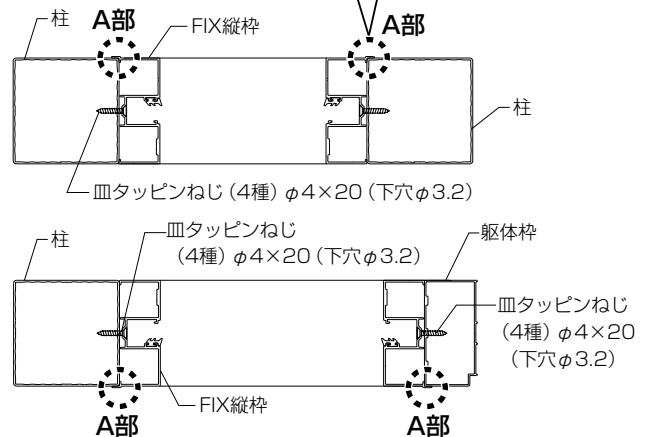 柱
A部
FIX縦枠
A部
柱
皿タッピンねじ（4種）φ4×20（下穴φ3.2）
柱
皿タッピンねじ
（4種）φ4×20（下穴φ3.2）
躯体枠
皿タッピンねじ
（4種）φ4×20
（下穴φ3.2）
FIX縦枠
A部
A部